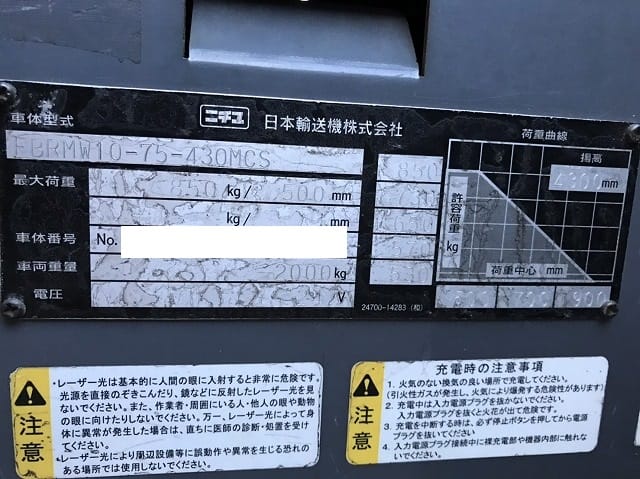 ニチユ 日本輸送機株式会社
車体型式
FBRMW10-75-430MCS
最大荷重 850 kg/ 500 mm
kg/ mm
車体番号 No.
車両重量 2000 kg
電圧 V
荷重曲線
揚高
4300mm
許容荷重 kg
850
荷重中心 mm
24700-14283 (和)
注意
・レーザー光は基本的に人間の眼に入射すると非常に危険です。
光源を直接のぞきこんだり、鏡などに反射したレーザー光を見
ないでください。また、作業者・周囲にいる人・他人の眼や動物
の眼に向けたりしないでください。万一、レーザー光によって身
体に異常が発生した場合は、直ちに医師の診断・処置を受け
てください。
・レーザー光により周辺設備等に誤動作や異常を生じる恐れの
ある場所では使用しないでください。
注意
充電時の注意事項
1. 火気のない換気の良い場所で充電してください。
(引火性ガスが発生し、火気により爆発する危険性があります)
2. 充電中は入力電源プラグを抜かないでください。
入力電源プラグを抜くと火花が出て危険です。
3. 充電を中断する時は、必ず停止ボタンを押してから電源
プラグを抜いてください
4. 入力電源プラグ接続中に裸充電部や機器内部に触れな
いでください。